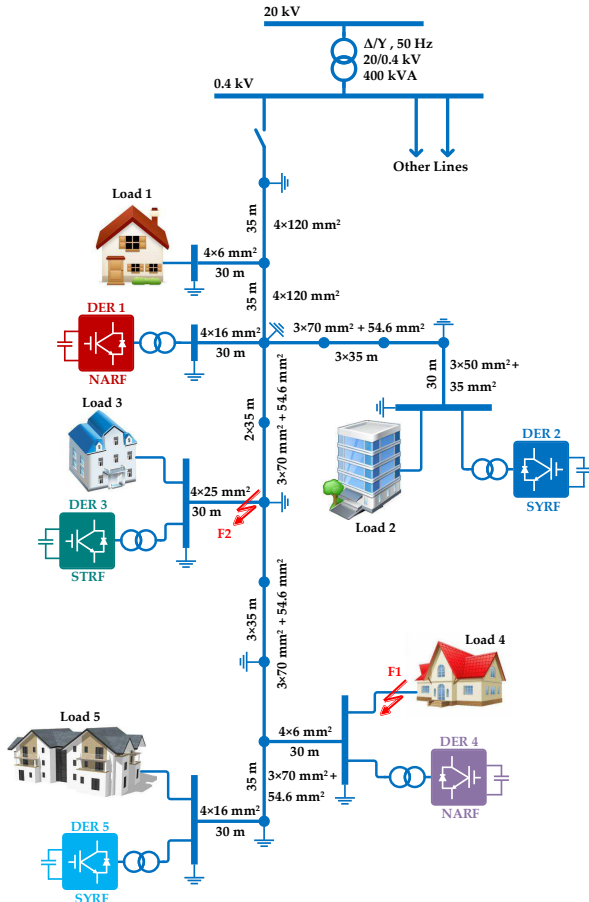 20 kV
Δ/Y , 50 Hz
20/0.4 kV
400 kVA
0.4 kV
Other Lines
35 m
4×120 mm²
Load 1
4×6 mm²
30 m
35 m
4×120 mm²
DER 1
NARF
4×16 mm²
30 m
3×70 mm² + 54.6 mm²
3×35 m
30 m
3×50 mm²+
35 mm²
Load 2
DER 2
SYRF
2×35 m
3×70 mm² + 54.6 mm²
Load 3
4×25 mm²
30 m
F2
DER 3
STRF
3×35 m
3×70 mm² + 54.6 mm²
Load 4
F1
4×6 mm²
30 m
DER 4
NARF
35 m
3×70 mm²+
54.6 mm²
Load 5
4×16 mm²
30 m
DER 5
SYRF